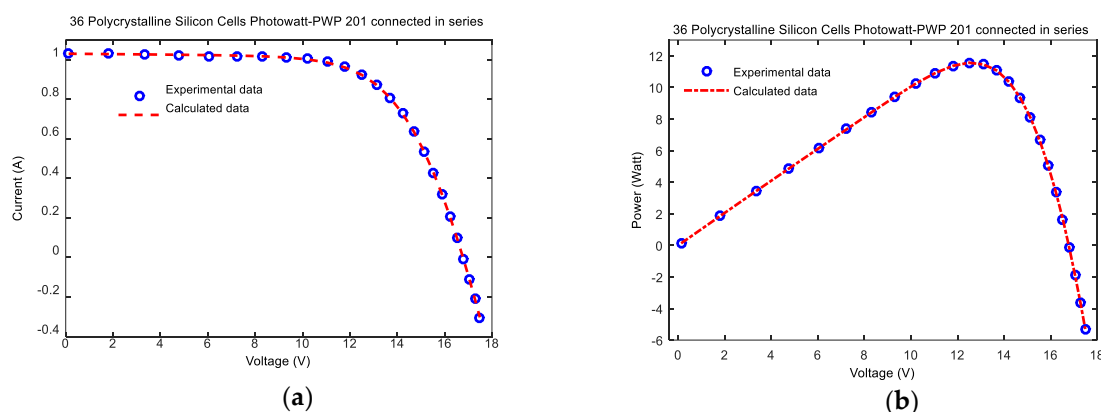 36 Polycrystalline Silicon Cells Photowatt-PWP 201 connected in series
1
0.8
0.6
0.4
0.2
0
-0.2
-0.4
Current (A)
Experimental data
Calculated data
0 2 4 6 8 10 12 14 16 18
Voltage (V)
(a)
36 Polycrystalline Silicon Cells Photowatt-PWP 201 connected in series
12
10
8
6
4
2
0
-2
-4
-6
Power (Watt)
Experimental data
Calculated data
0 2 4 6 8 10 12 14 16 18
Voltage (V)
(b)